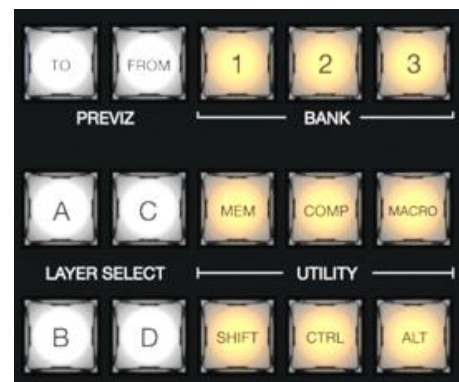 TO FROM 1 2 3
PREVIZ BANK
A C MEM COMP MACRO
LAYER SELECT UTILITY
B D SHIFT CTRL ALT